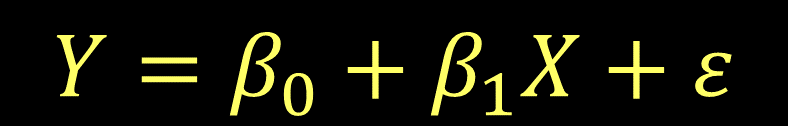 Y = β₀ + β₁X + ε